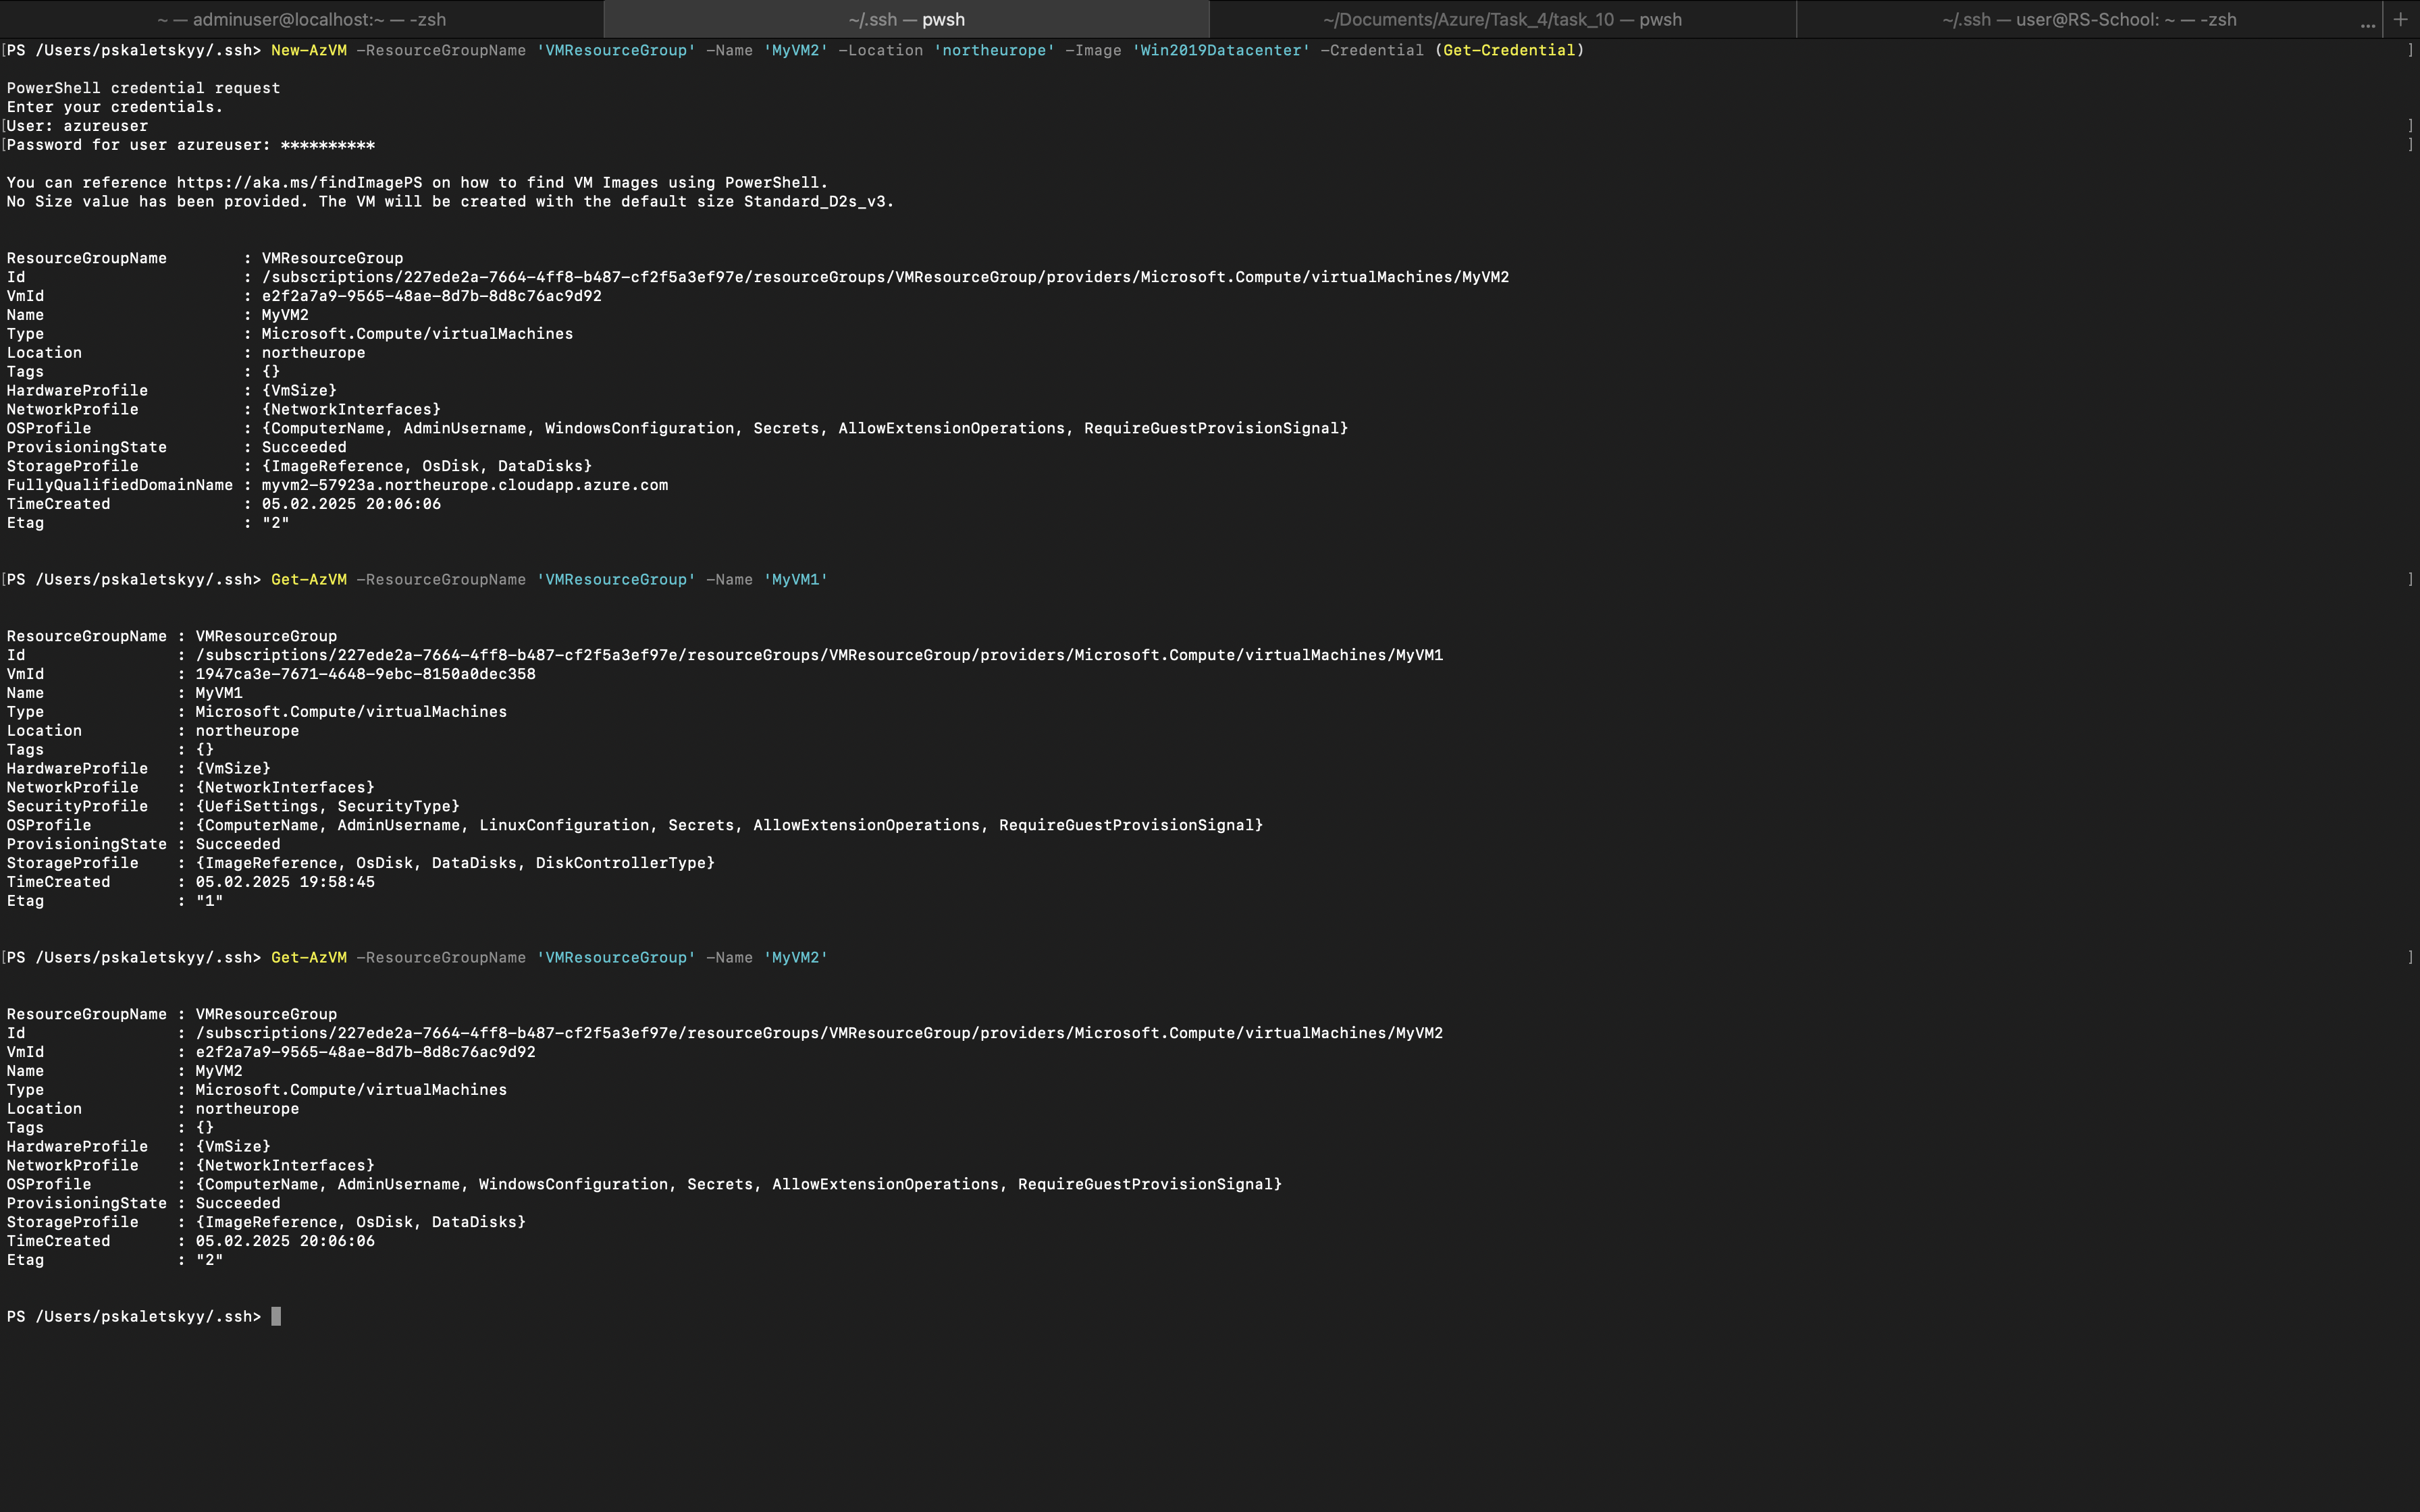 ~ — adminuser@localhost:~ — -zsh
~/.ssh — pwsh
~/Documents/Azure/Task_4/task_10 — pwsh
~/.ssh — user@RS-School: ~ — -zsh
... +
[PS /Users/pskaletskyy/.ssh> New-AzVM -ResourceGroupName 'VMResourceGroup' -Name 'MyVM2' -Location 'northeurope' -Image 'Win2019Datacenter' -Credential (Get-Credential) ]
PowerShell credential request
Enter your credentials.
[User: azureuser ]
[Password for user azureuser: ********** ]
You can reference https://aka.ms/findImagePS on how to find VM Images using PowerShell.
No Size value has been provided. The VM will be created with the default size Standard_D2s_v3.
ResourceGroupName : VMResourceGroup
Id : /subscriptions/227ede2a-7664-4ff8-b487-cf2f5a3ef97e/resourceGroups/VMResourceGroup/providers/Microsoft.Compute/virtualMachines/MyVM2
VmId : e2f2a7a9-9565-48ae-8d7b-8d8c76ac9d92
Name : MyVM2
Type : Microsoft.Compute/virtualMachines
Location : northeurope
Tags : {}
HardwareProfile : {VmSize}
NetworkProfile : {NetworkInterfaces}
OSProfile : {ComputerName, AdminUsername, WindowsConfiguration, Secrets, AllowExtensionOperations, RequireGuestProvisionSignal}
ProvisioningState : Succeeded
StorageProfile : {ImageReference, OsDisk, DataDisks}
FullyQualifiedDomainName : myvm2-57923a.northeurope.cloudapp.azure.com
TimeCreated : 05.02.2025 20:06:06
Etag : "2"
[PS /Users/pskaletskyy/.ssh> Get-AzVM -ResourceGroupName 'VMResourceGroup' -Name 'MyVM1' ]
ResourceGroupName : VMResourceGroup
Id : /subscriptions/227ede2a-7664-4ff8-b487-cf2f5a3ef97e/resourceGroups/VMResourceGroup/providers/Microsoft.Compute/virtualMachines/MyVM1
VmId : 1947ca3e-7671-4648-9ebc-8150a0dec358
Name : MyVM1
Type : Microsoft.Compute/virtualMachines
Location : northeurope
Tags : {}
HardwareProfile : {VmSize}
NetworkProfile : {NetworkInterfaces}
SecurityProfile : {UefiSettings, SecurityType}
OSProfile : {ComputerName, AdminUsername, LinuxConfiguration, Secrets, AllowExtensionOperations, RequireGuestProvisionSignal}
ProvisioningState : Succeeded
StorageProfile : {ImageReference, OsDisk, DataDisks, DiskControllerType}
TimeCreated : 05.02.2025 19:58:45
Etag : "1"
[PS /Users/pskaletskyy/.ssh> Get-AzVM -ResourceGroupName 'VMResourceGroup' -Name 'MyVM2' ]
ResourceGroupName : VMResourceGroup
Id : /subscriptions/227ede2a-7664-4ff8-b487-cf2f5a3ef97e/resourceGroups/VMResourceGroup/providers/Microsoft.Compute/virtualMachines/MyVM2
VmId : e2f2a7a9-9565-48ae-8d7b-8d8c76ac9d92
Name : MyVM2
Type : Microsoft.Compute/virtualMachines
Location : northeurope
Tags : {}
HardwareProfile : {VmSize}
NetworkProfile : {NetworkInterfaces}
OSProfile : {ComputerName, AdminUsername, WindowsConfiguration, Secrets, AllowExtensionOperations, RequireGuestProvisionSignal}
ProvisioningState : Succeeded
StorageProfile : {ImageReference, OsDisk, DataDisks}
TimeCreated : 05.02.2025 20:06:06
Etag : "2"
PS /Users/pskaletskyy/.ssh>